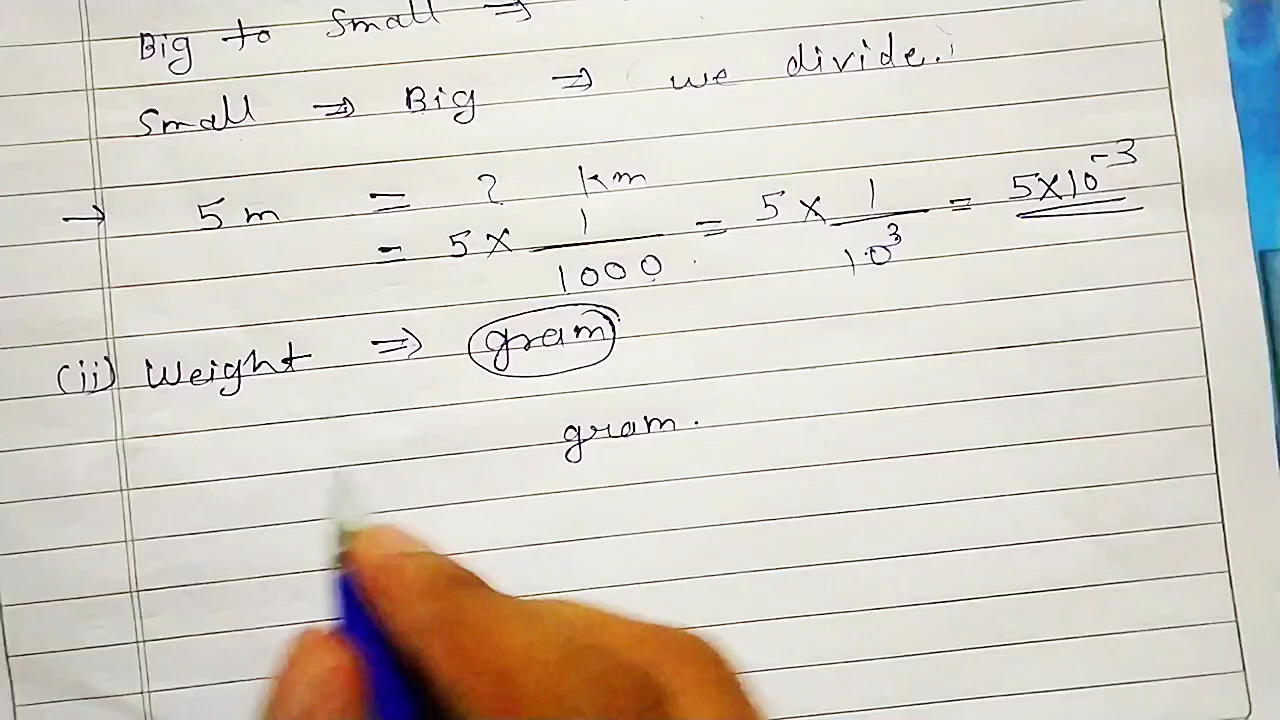 Big to Small ⇒
Small ⇒ Big ⇒ we divide.
→ 5m = ? km
= 5 × 1/1000 = 5 × 1/10³ = 5×10⁻³
(ii) Weight ⇒ gram
gram.